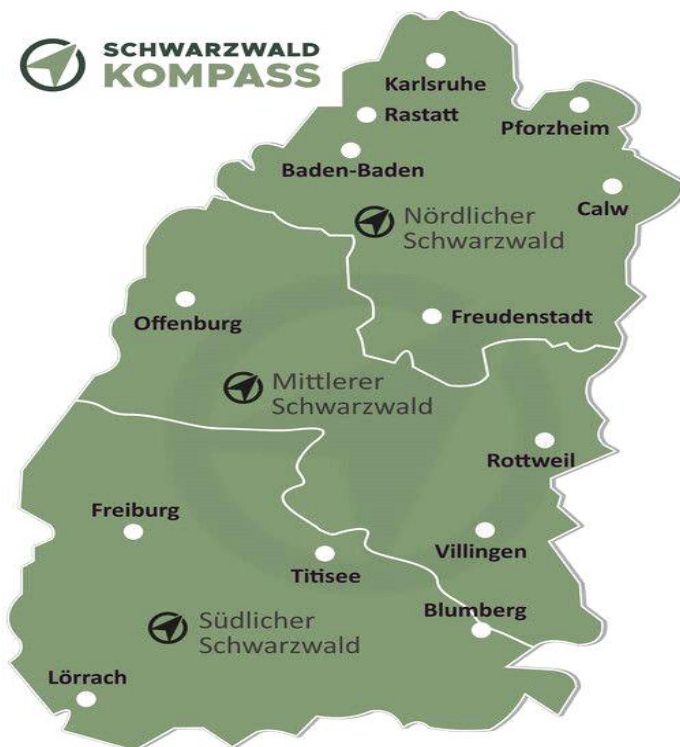 SCHWARZWALD
KOMPASS
Karlsruhe
Rastatt
Pforzheim
Baden-Baden
Calw
Nördlicher
Schwarzwald
Offenburg
Freudenstadt
Mittlerer
Schwarzwald
Rottweil
Freiburg
Villingen
Titisee
Blumberg
Südlicher
Schwarzwald
Lörrach